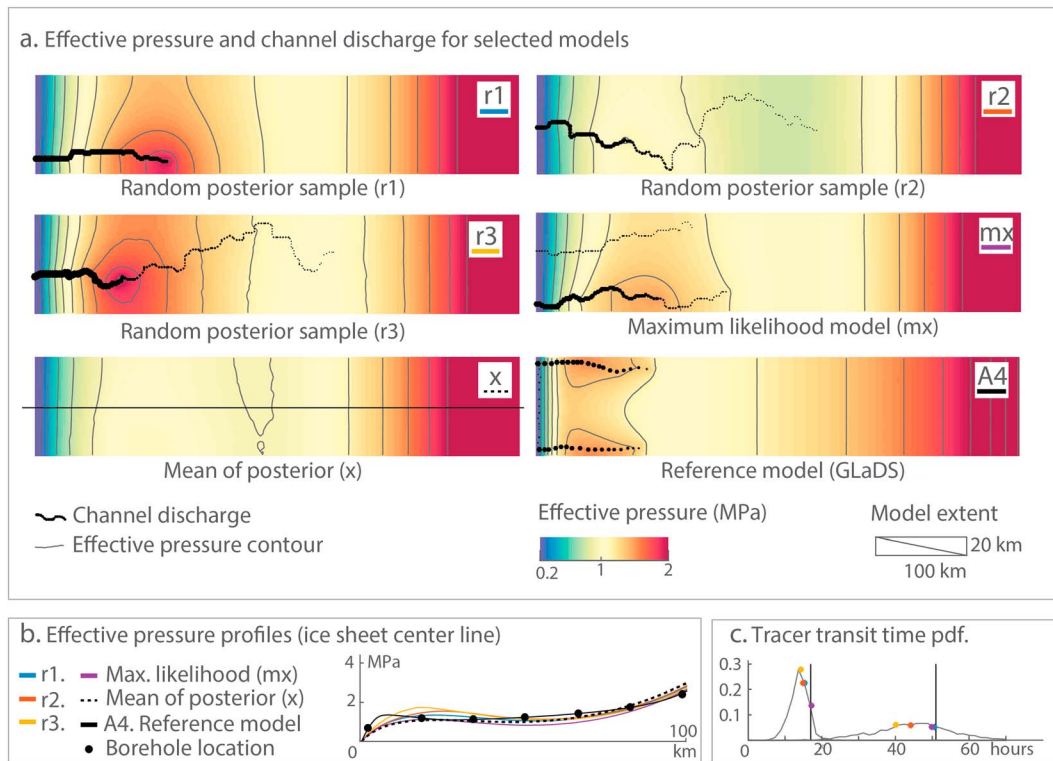 a. Effective pressure and channel discharge for selected models
r1
r2
Random posterior sample (r1)
Random posterior sample (r2)
r3
mx
Random posterior sample (r3)
Maximum likelihood model (mx)
x
A4
Mean of posterior (x)
Reference model (GLaDS)
Channel discharge
Effective pressure contour
Effective pressure (MPa)
0.2 1 2
Model extent
20 km
100 km
b. Effective pressure profiles (ice sheet center line)
r1. Max. likelihood (mx)
r2. Mean of posterior (x)
r3. A4. Reference model
Borehole location
4 MPa
2
0
100
km
c. Tracer transit time pdf.
0.3
0.2
0.1
0 20 40 60 hours